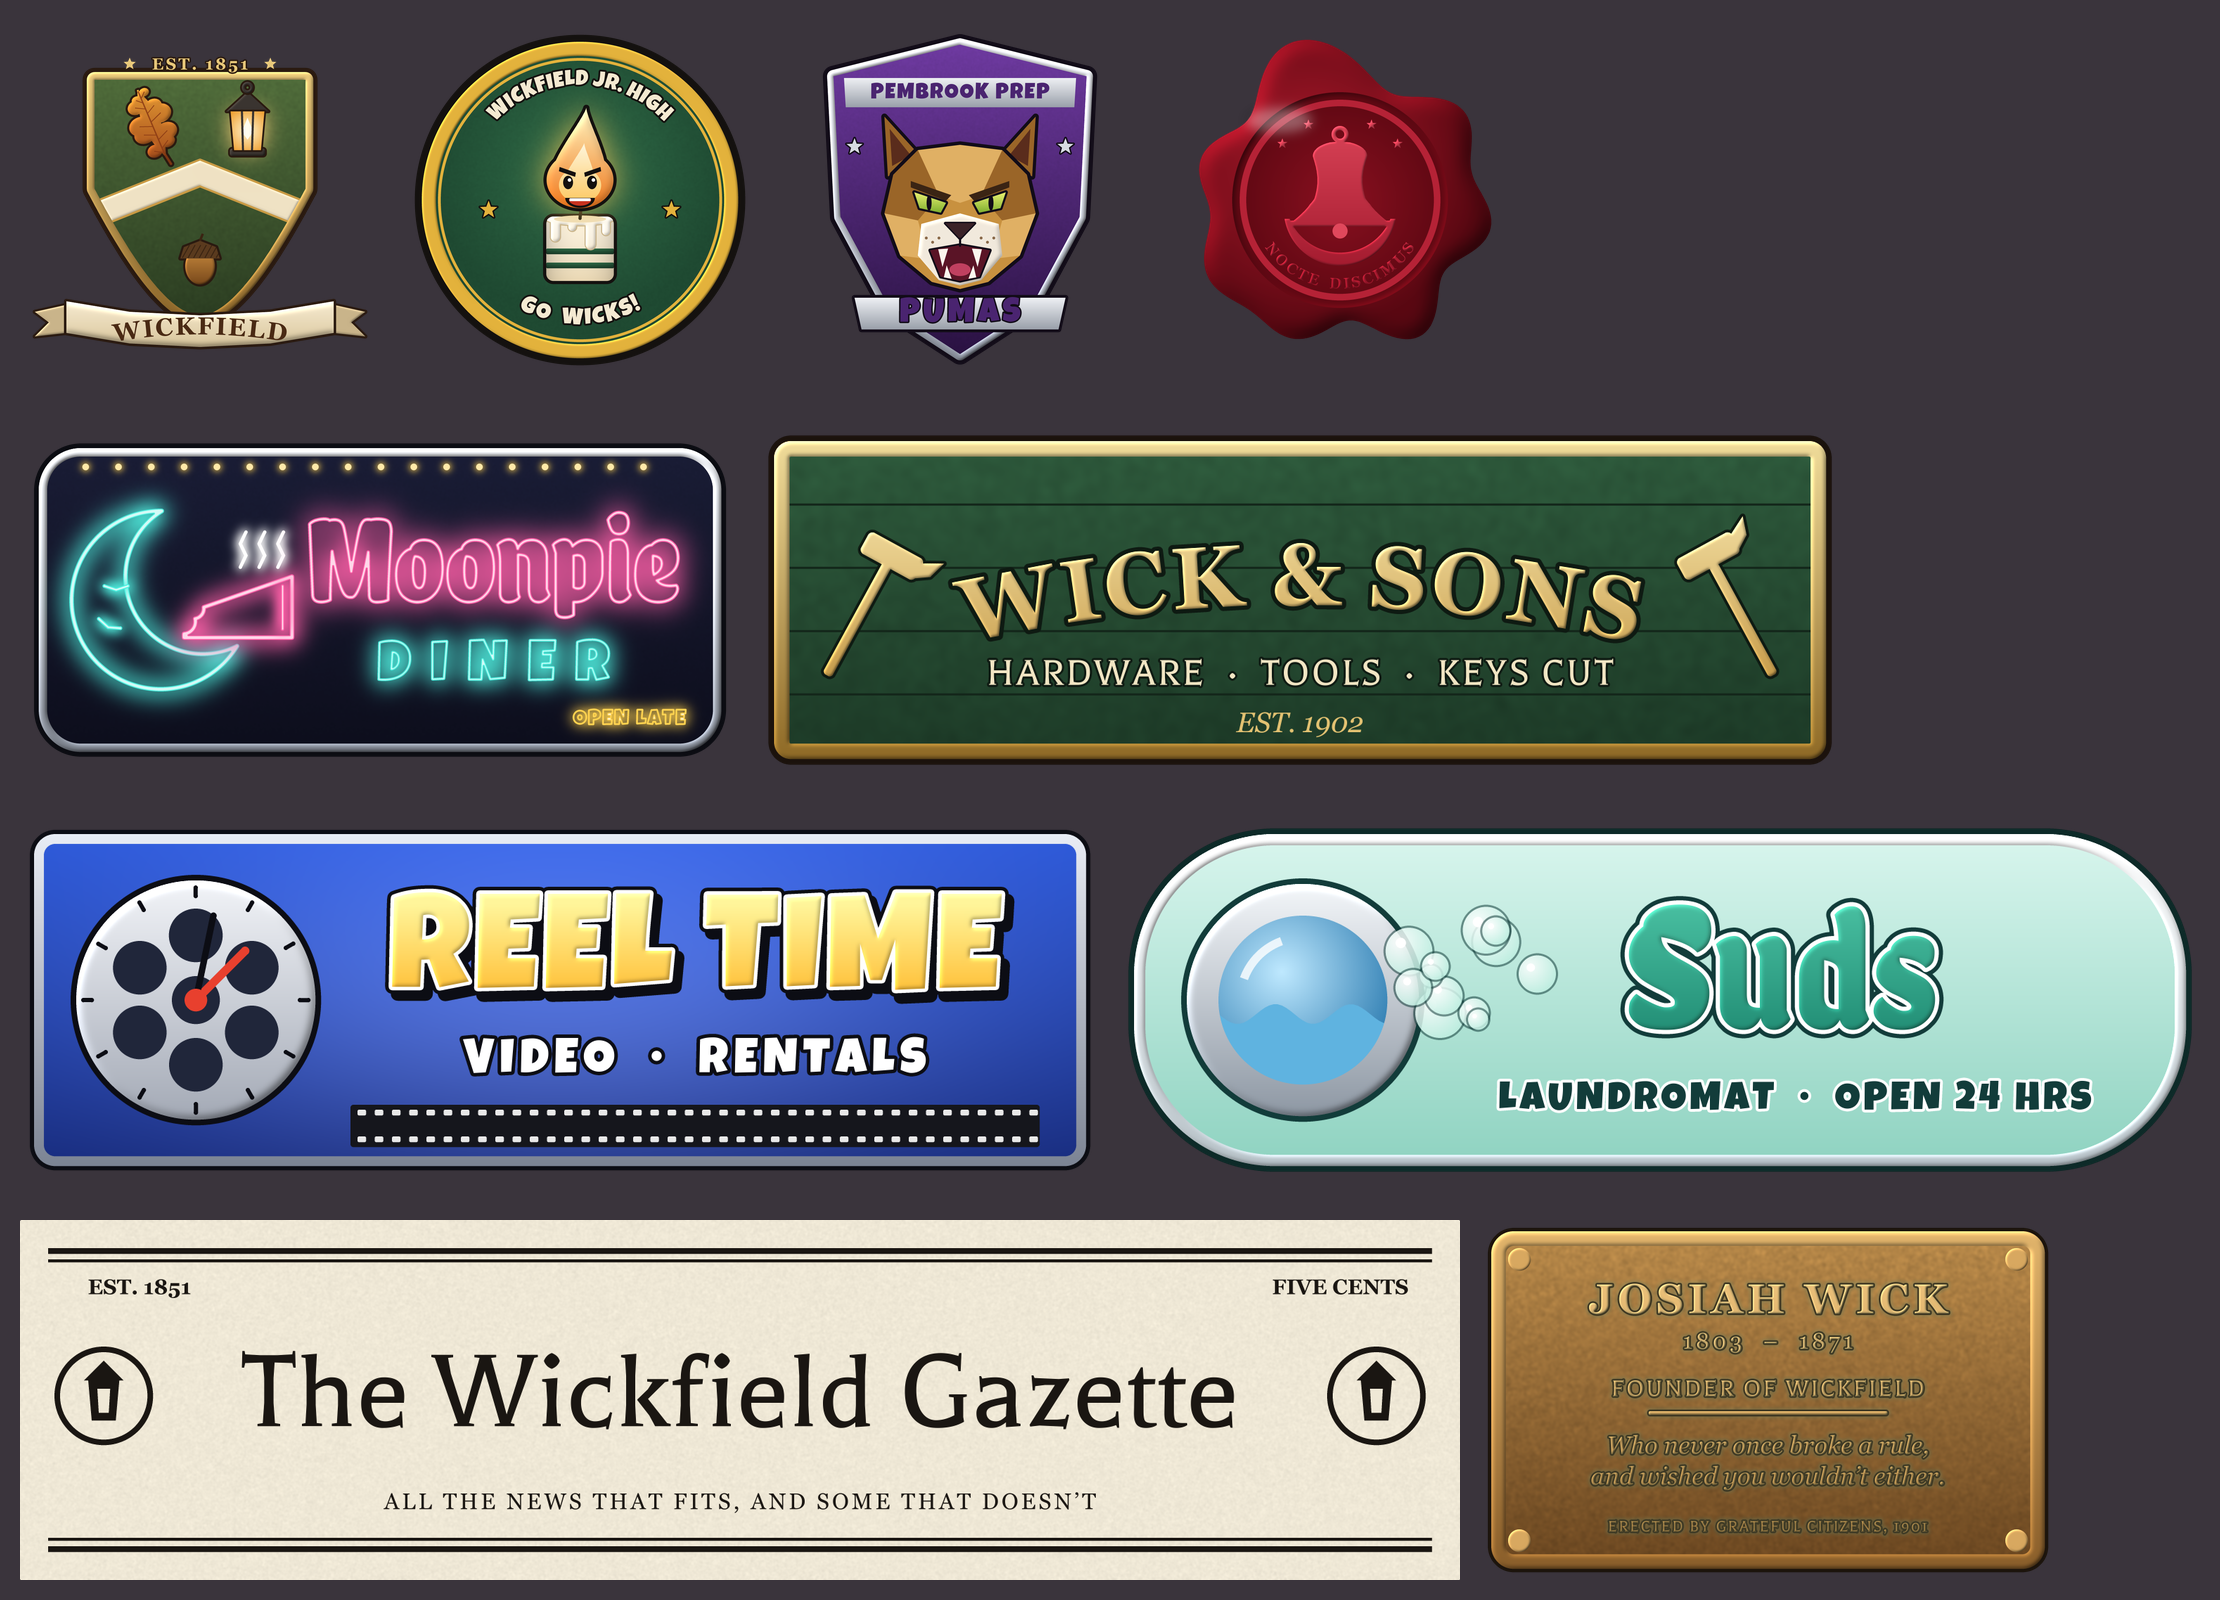 EST. 1851
WICKFIELD
WICKFIELD JR. HIGH
GO WICKS!
PEMBROOK PREP
PUMAS
NOCTE DISCIMUS
Moonpie
DINER
OPEN LATE
WICK & SONS
HARDWARE · TOOLS · KEYS CUT
EST. 1902
REEL TIME
VIDEO · RENTALS
Suds
LAUNDROMAT · OPEN 24 HRS
EST. 1851
FIVE CENTS
The Wickfield Gazette
ALL THE NEWS THAT FITS, AND SOME THAT DOESN’T
JOSIAH WICK
1803 – 1871
FOUNDER OF WICKFIELD
Who never once broke a rule,
and wished you wouldn’t either.
ERECTED BY GRATEFUL CITIZENS, 1901